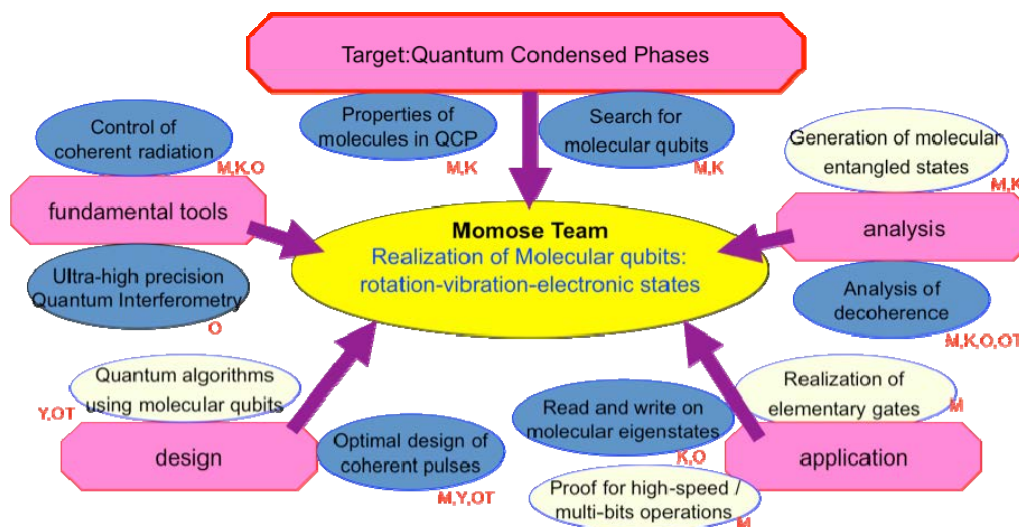 Target:Quantum Condensed Phases
Properties of
molecules in QCP
M,K
Search for
molecular qubits
M,K
Control of
coherent radiation
M,K,O
fundamental tools
Ultra-high precision
Quantum Interferometry
O
Generation of molecular
entangled states
M,K
analysis
Analysis of
decoherence
M,K,O,OT
Momose Team
Realization of Molecular qubits:
rotation-vibration-electronic states
Quantum algorithms
using molecular qubits
Y,OT
design
Optimal design of
coherent pulses
M,Y,OT
Read and write on
molecular eigenstates
K,O
Realization of
elementary gates
M
application
Proof for high-speed /
multi-bits operations
M